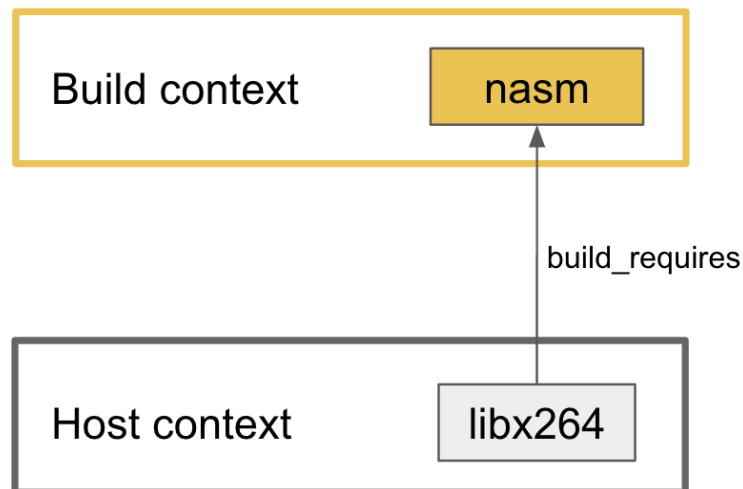 Build context
nasm
build_requires
Host context
libx264